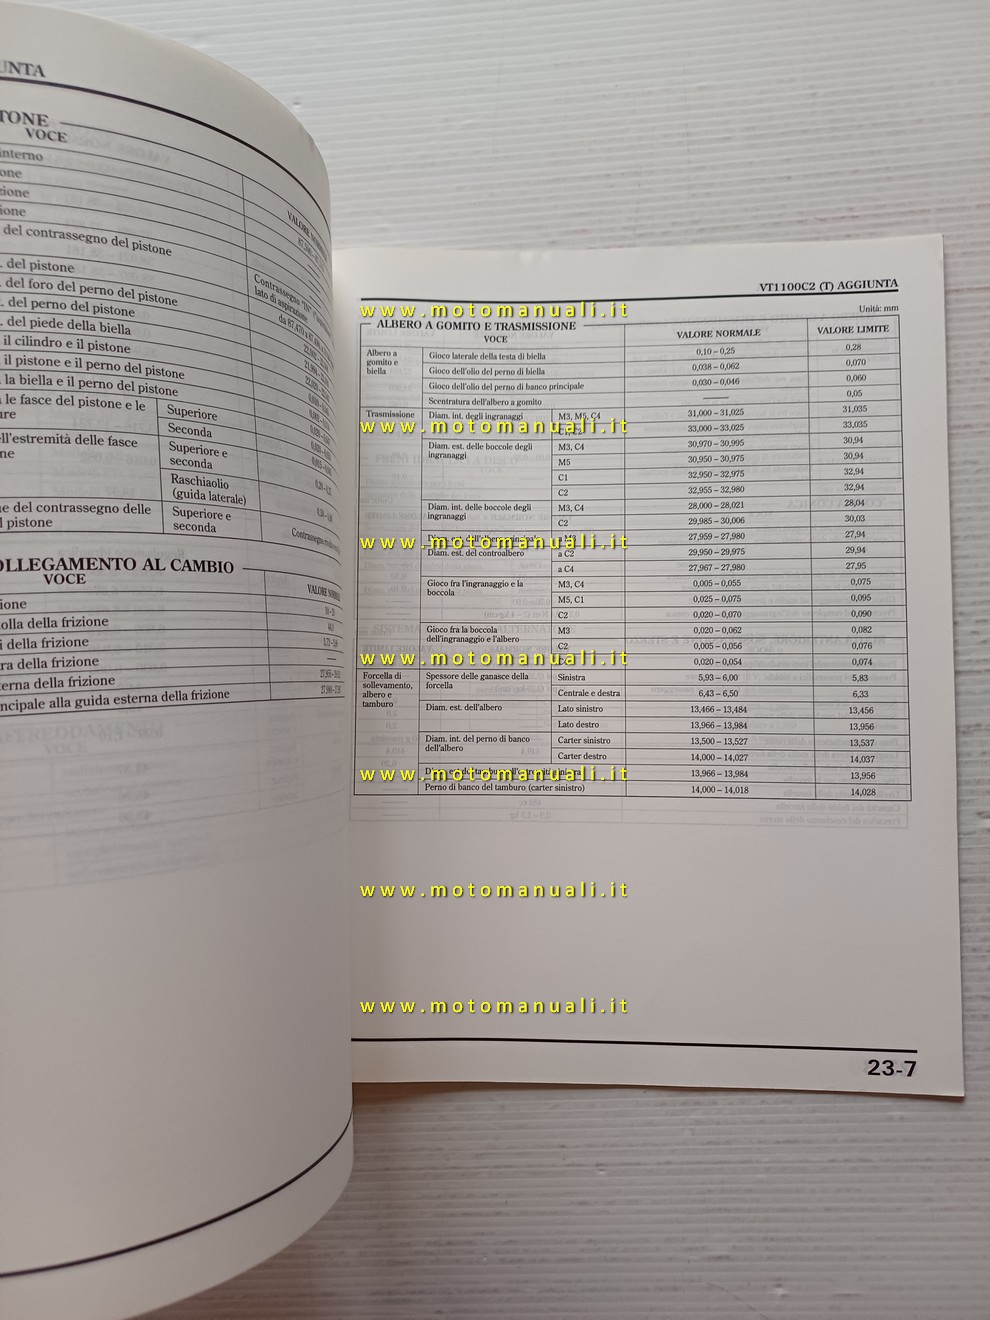 UNTA
TONE
VOCE
VALORE
interno
one
zione
ione
del contrassegno del pistone
. del pistone
. del foro del perno del pistone
. del perno del pistone
. del piede della biella
il cilindro e il pistone
il pistone e il perno del pistone
la biella e il perno del pistone
le fasce del pistone e le
ure
Superiore
Seconda
ell'estremità delle fasce
ne
Superiore e
seconda
Raschiaolio
(guida laterale)
ne del contrassegno delle
l pistone
Superiore e
seconda
Contrassegno "IN"
lato di aspirazione
OLLEGAMENTO AL CAMBIO
VOCE
ione
olla della frizione
i della frizione
ra della frizione
terna della frizione
ncipale alla guida esterna della frizione
VT1100C2 (T) AGGIUNTA
Unità: mm
ALBERO A GOMITO E TRASMISSIONE
VOCE VALORE NORMALE VALORE LIMITE
Albero a
gomito e
biella
Gioco laterale della testa di biella 0,10 – 0,25 0,28
Gioco dell'olio del perno di biella 0,038 – 0,062 0,070
Gioco dell'olio del perno di banco principale 0,030 – 0,046 0,060
Scentratura dell'albero a gomito —— 0,05
Trasmissione Diam. int. degli ingranaggi M3, M5, C4 31,000 – 31,025 31,035
C1, C2 33,000 – 33,025 33,035
Diam. est. delle boccole degli
ingranaggi
M3, C4 30,970 – 30,995 30,94
M5 30,950 – 30,975 30,94
C1 32,950 – 32,975 32,94
C2 32,955 – 32,980 32,94
Diam. int. delle boccole degli
ingranaggi
M3, C4 28,000 – 28,021 28,04
C2 29,985 – 30,006 30,03
27,959 – 27,980 27,94
Diam. est. del controalbero a C2 29,950 – 29,975 29,94
a C4 27,967 – 27,980 27,95
Gioco fra l'ingranaggio e la
boccola
M3, C4 0,005 – 0,055 0,075
M5, C1 0,025 – 0,075 0,095
C2 0,020 – 0,070 0,090
Gioco fra la boccola
dell'ingranaggio e l'albero
M3 0,020 – 0,062 0,082
C2 0,005 – 0,056 0,076
0,020 – 0,054 0,074
Forcella di
sollevamento,
albero e
tamburo
Spessore delle ganasce della
forcella
Sinistra 5,93 – 6,00 5,83
Centrale e destra 6,43 – 6,50 6,33
Diam. est. dell'albero Lato sinistro 13,466 – 13,484 13,456
Lato destro 13,966 – 13,984 13,956
Diam. int. del perno di banco
dell'albero
Carter sinistro 13,500 – 13,527 13,537
Carter destro 14,000 – 14,027 14,037
13,966 – 13,984 13,956
Perno di banco del tamburo (carter sinistro) 14,000 – 14,018 14,028
www.motomanuali.it
www.motomanuali.it
www.motomanuali.it
www.motomanuali.it
www.motomanuali.it
www.motomanuali.it
www.motomanuali.it
23-7